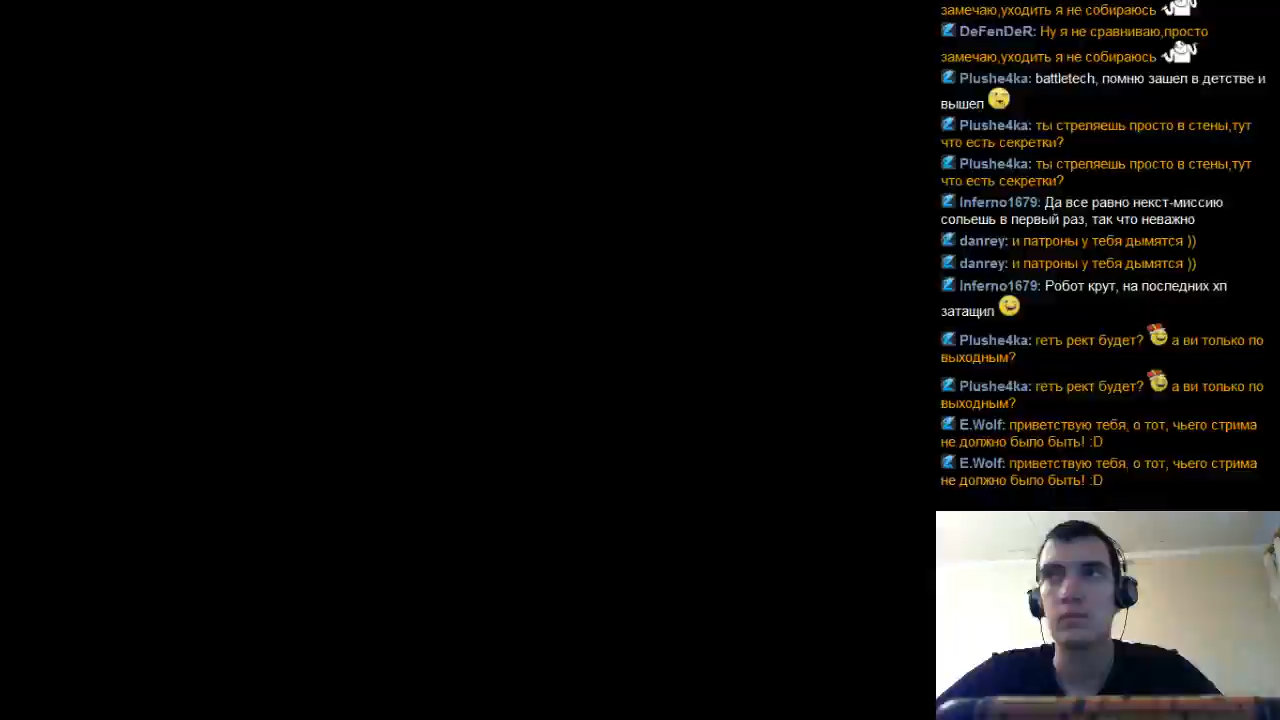 замечаю,уходить я не собираюсь
DeFenDeR: Ну я не сравниваю,просто
замечаю,уходить я не собираюсь
Plushe4ka: battletech, помню зашел в детстве и
вышел
Plushe4ka: ты стреляешь просто в стены,тут
что есть секретки?
Plushe4ka: ты стреляешь просто в стены,тут
что есть секретки?
Inferno1679: Да все равно некст-миссию
сольешь в первый раз, так что неважно
danrey: и патроны у тебя дымятся ))
danrey: и патроны у тебя дымятся ))
Inferno1679: Робот крут, на последних хп
затащил
Plushe4ka: геть рект будет? а ви только по
выходным?
Plushe4ka: геть рект будет? а ви только по
выходным?
E.Wolf: приветствую тебя, о тот, чьего стрима
не должно было быть! :D
E.Wolf: приветствую тебя, о тот, чьего стрима
не должно было быть! :D